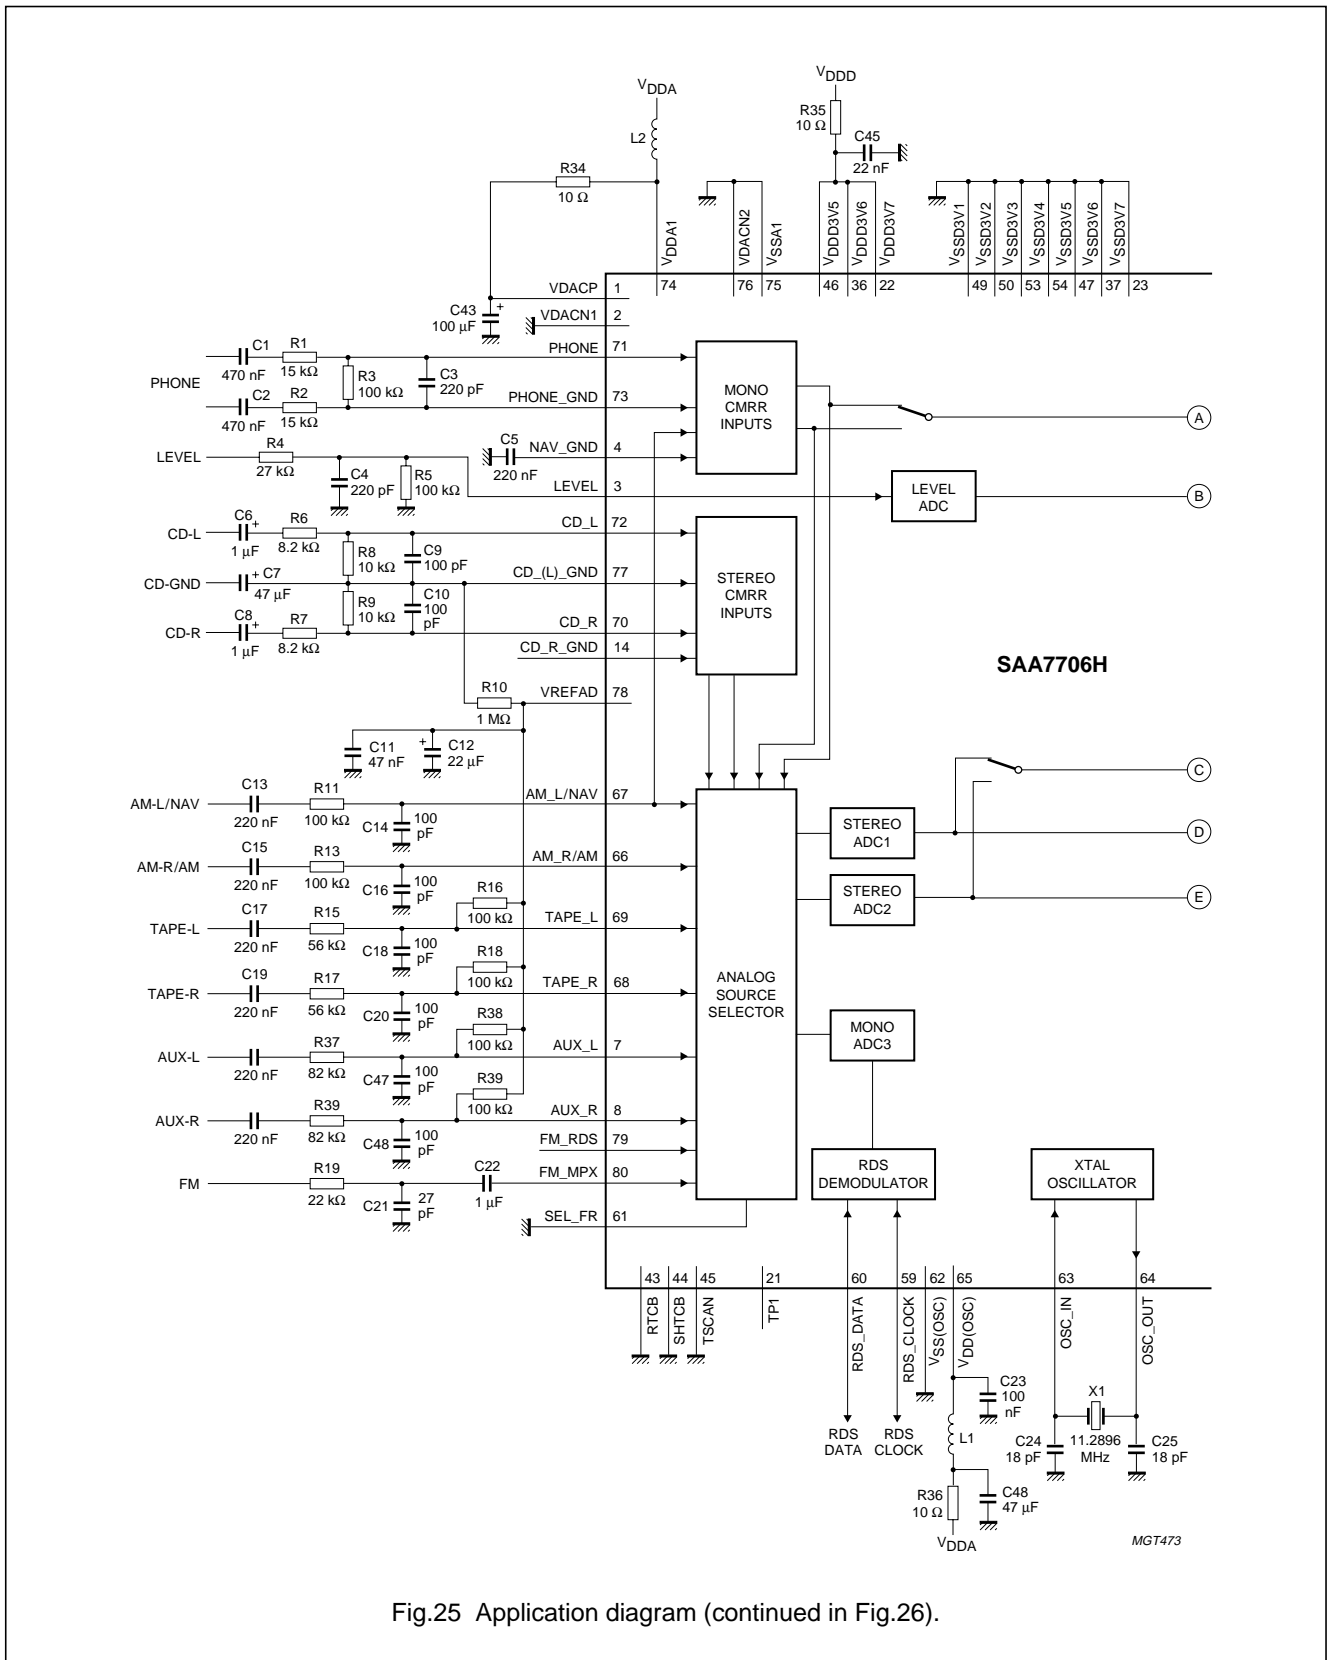 VDDA
L2
R34
10 Ω
VDDD
R35
10 Ω
C45
22 nF
VDDA1
VDACN2
VSSA1
VDDD3V5
VDDD3V6
VDDD3V7
VSSD3V1
VSSD3V2
VSSD3V3
VSSD3V4
VSSD3V5
VSSD3V6
VSSD3V7
74
76
75
46
36
22
49
50
53
54
47
37
23
VDACP
1
C43
+
100 µF
VDACN1
2
PHONE
C1
470 nF
R1
15 kΩ
C2
470 nF
R2
15 kΩ
R3
100 kΩ
C3
220 pF
PHONE
71
PHONE_GND
73
MONO
CMRR
INPUTS
A
LEVEL
R4
27 kΩ
C4
220 pF
R5
100 kΩ
C5
220 nF
NAV_GND
4
LEVEL
3
LEVEL
ADC
B
CD-L
C6
+
1 µF
R6
8.2 kΩ
CD_L
72
R8
10 kΩ
C9
100 pF
CD-GND
+
C7
47 µF
CD_(L)_GND
77
R9
10 kΩ
C10
100
pF
CD-R
C8
+
1 µF
R7
8.2 kΩ
CD_R
70
CD_R_GND
14
STEREO
CMRR
INPUTS
SAA7706H
R10
1 MΩ
VREFAD
78
C11
47 nF
+
C12
22 µF
AM-L/NAV
C13
220 nF
R11
100 kΩ
C14
100
pF
AM_L/NAV
67
AM-R/AM
C15
220 nF
R13
100 kΩ
C16
100
pF
AM_R/AM
66
TAPE-L
C17
220 nF
R15
56 kΩ
C18
100
pF
R16
100 kΩ
TAPE_L
69
TAPE-R
C19
220 nF
R17
56 kΩ
C20
100
pF
R18
100 kΩ
TAPE_R
68
AUX-L
220 nF
R37
82 kΩ
C47
100
pF
R38
100 kΩ
AUX_L
7
AUX-R
220 nF
R39
82 kΩ
C48
100
pF
R39
100 kΩ
AUX_R
8
FM_RDS
79
FM
R19
22 kΩ
C21
27
pF
C22
1 µF
FM_MPX
80
SEL_FR
61
ANALOG
SOURCE
SELECTOR
STEREO
ADC1
STEREO
ADC2
C
D
E
MONO
ADC3
RDS
DEMODULATOR
XTAL
OSCILLATOR
43
44
45
21
60
59
62
65
63
64
RTCB
SHTCB
TSCAN
TP1
RDS_DATA
RDS_CLOCK
VSS(OSC)
VDD(OSC)
OSC_IN
OSC_OUT
RDS
DATA
RDS
CLOCK
C23
100
nF
L1
R36
10 Ω
C48
47 µF
VDDA
C24
18 pF
X1
11.2896
MHz
C25
18 pF
MGT473
Fig.25 Application diagram (continued in Fig.26).